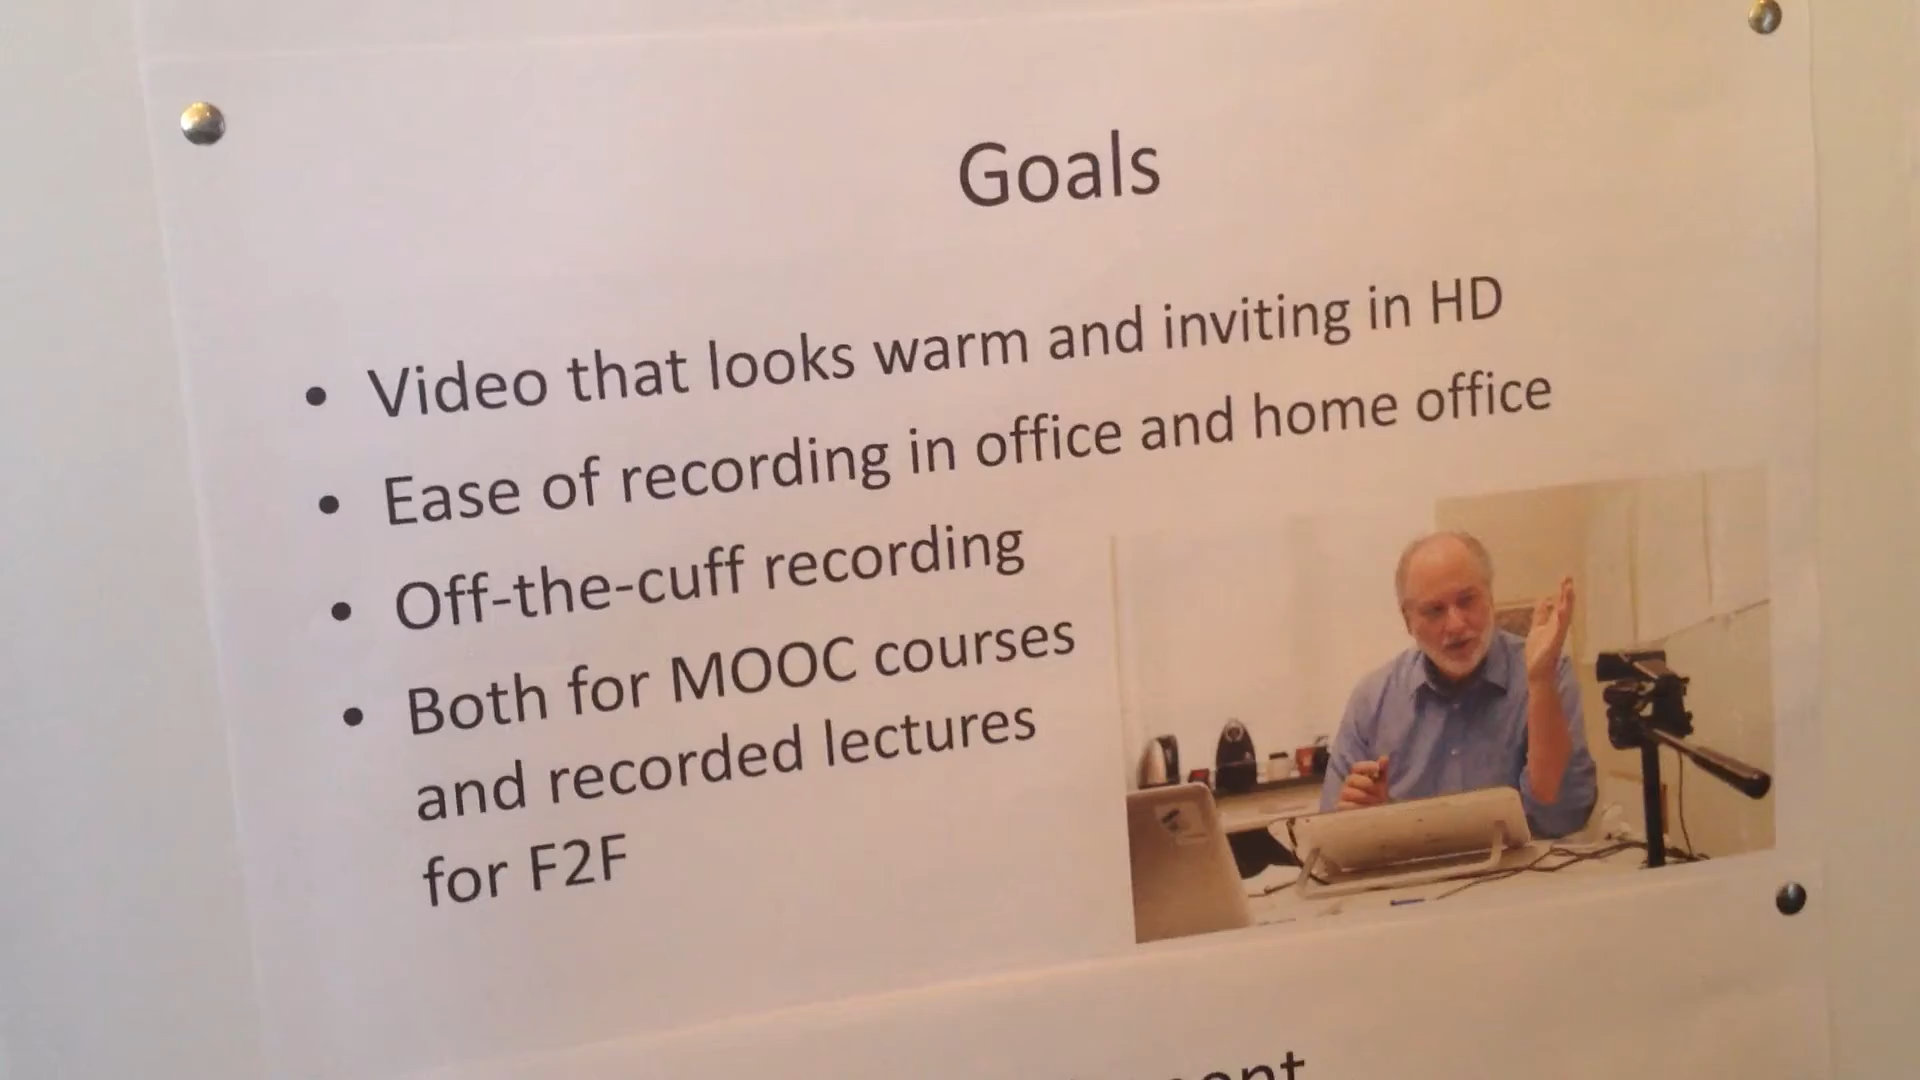 Goals
• Video that looks warm and inviting in HD
• Ease of recording in office and home office
• Off-the-cuff recording
• Both for MOOC courses
and recorded lectures
for F2F